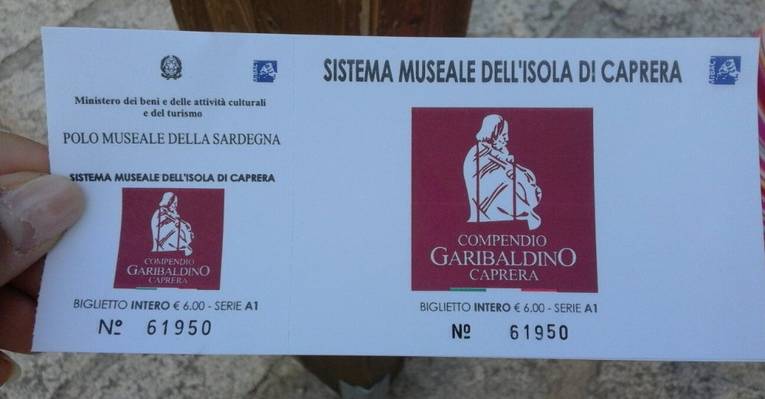 Ministero dei beni e delle attività culturali
e del turismo
POLO MUSEALE DELLA SARDEGNA
SISTEMA MUSEALE DELL'ISOLA DI CAPRERA
COMPENDIO
GARIBALDINO
CAPRERA
BIGLIETTO INTERO € 6.00 - SERIE A1
Nº 61950
SISTEMA MUSEALE DELL'ISOLA DI CAPRERA
COMPENDIO
GARIBALDINO
CAPRERA
BIGLIETTO INTERO € 6.00 - SERIE A1
Nº 61950